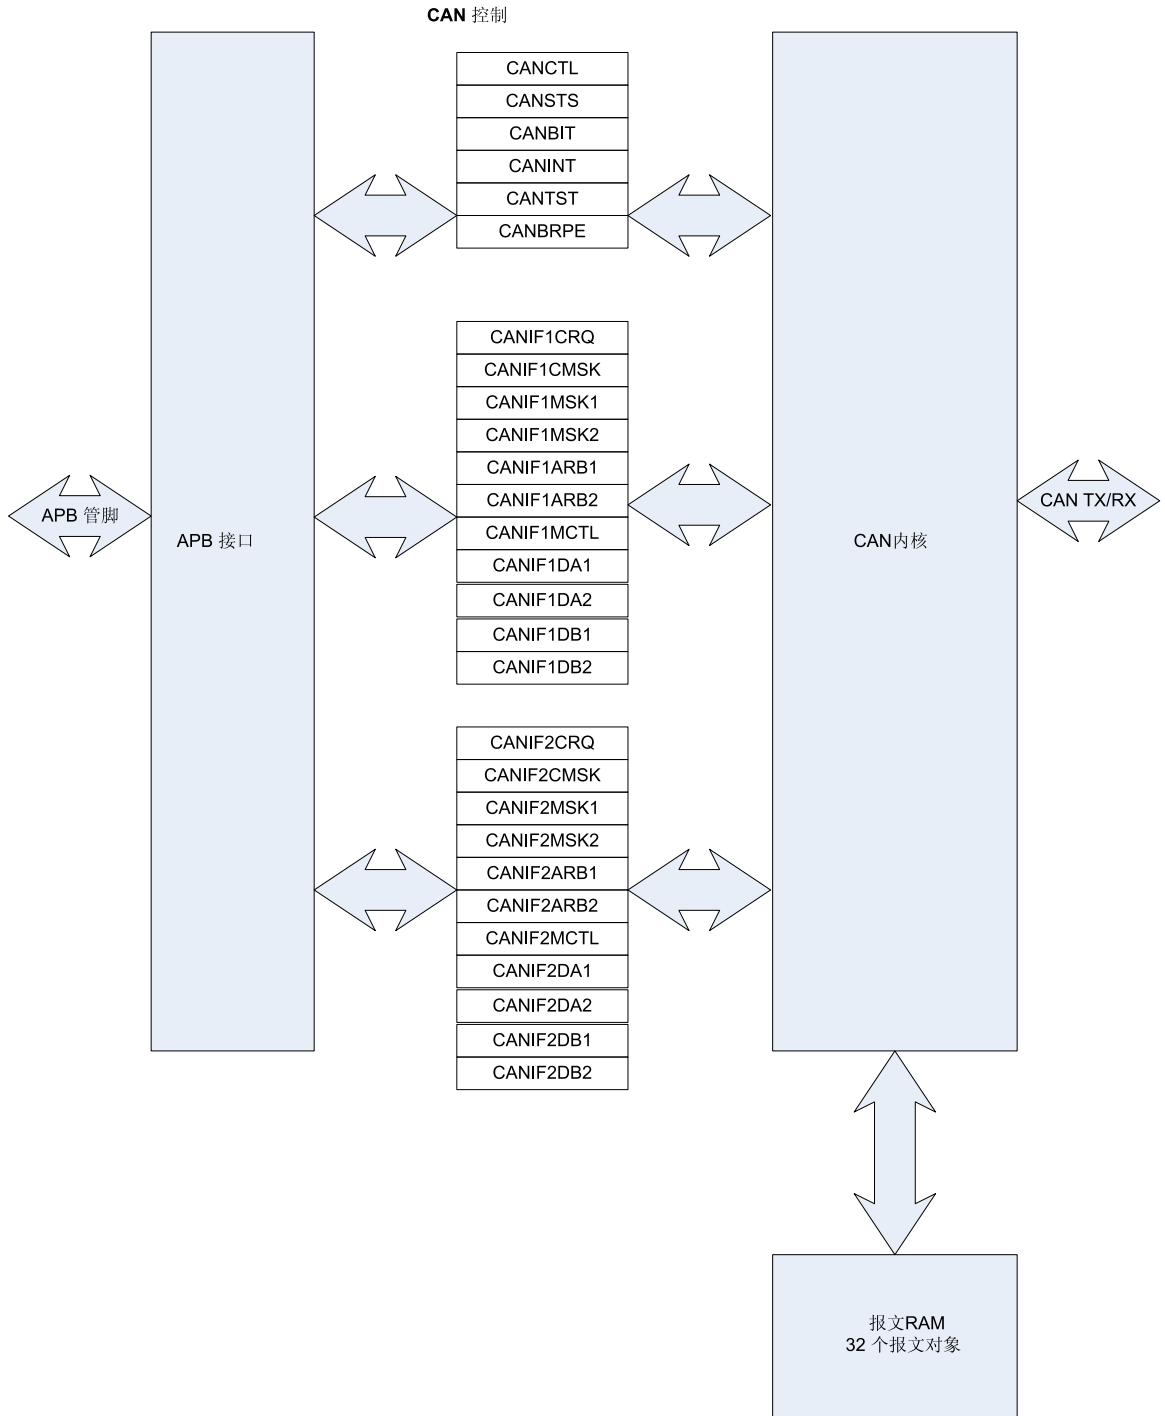 CAN 控制
CANCTL
CANSTS
CANBIT
CANINT
CANTST
CANBRPE
CANIF1CRQ
CANIF1CMSK
CANIF1MSK1
CANIF1MSK2
CANIF1ARB1
CANIF1ARB2
CANIF1MCTL
CANIF1DA1
CANIF1DA2
CANIF1DB1
CANIF1DB2
APB 管脚
APB 接口
CAN内核
CAN TX/RX
CANIF2CRQ
CANIF2CMSK
CANIF2MSK1
CANIF2MSK2
CANIF2ARB1
CANIF2ARB2
CANIF2MCTL
CANIF2DA1
CANIF2DA2
CANIF2DB1
CANIF2DB2
报文RAM
32 个报文对象